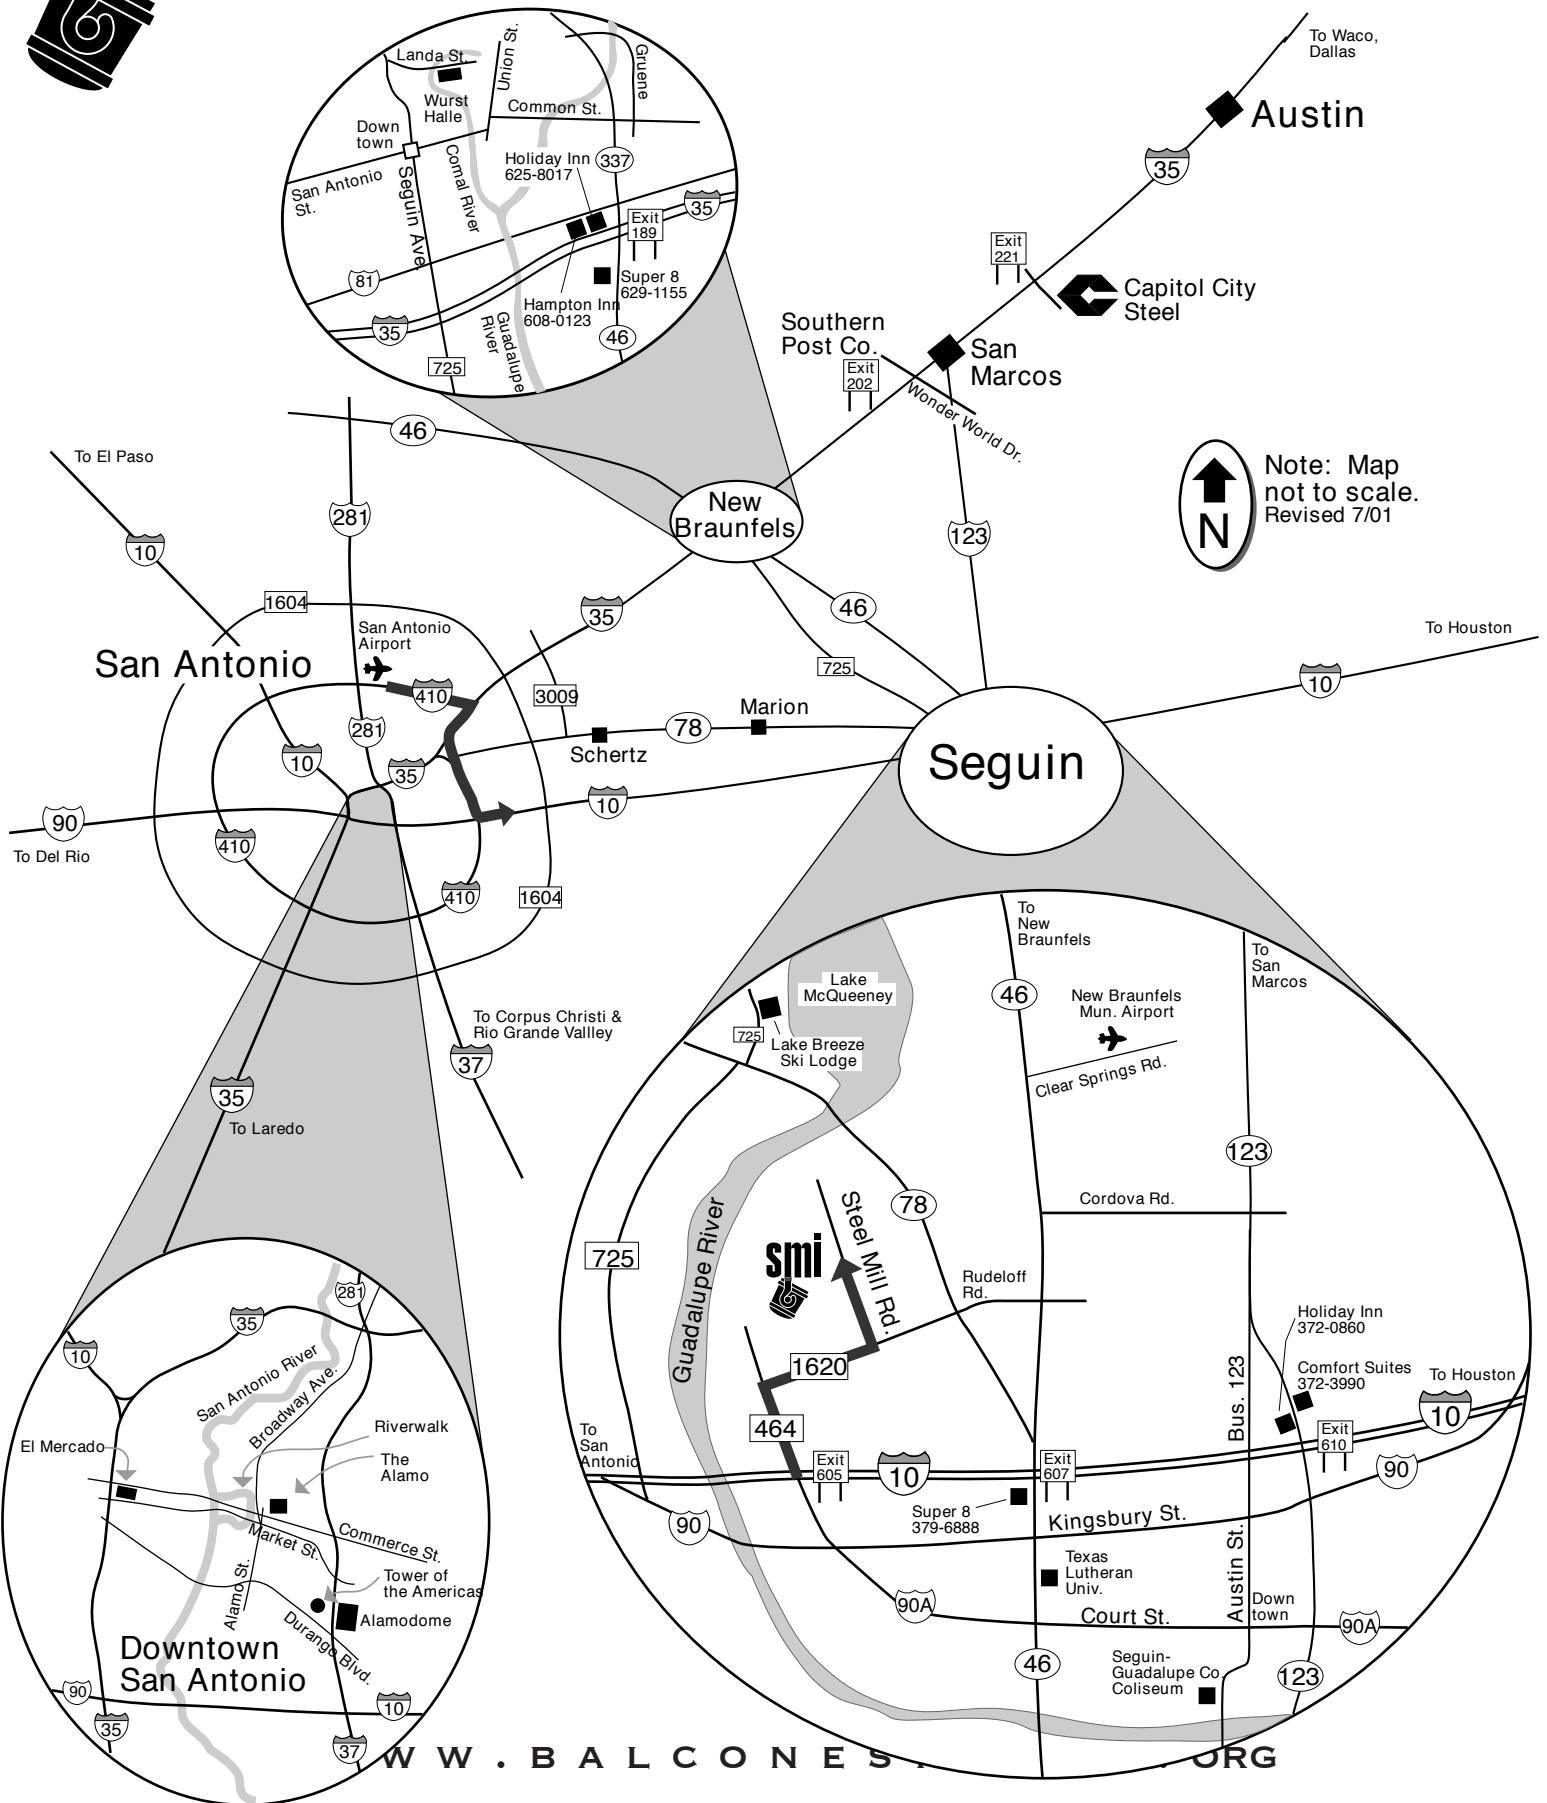 Landa St.
Union St.
Gruene
Wurst
Halle
Common St.
Down
town
Holiday Inn
625-8017
337
San Antonio
St.
Seguin Ave.
Comal River
35
Exit
189
81
Super 8
629-1155
Hampton Inn
608-0123
35
Guadalupe
River
46
725
To Waco,
Dallas
Austin
35
Exit
221
Capitol City
Steel
Southern
Post Co.
Exit
202
San
Marcos
Wonder World Dr.
46
To El Paso
281
10
New
Braunfels
123
N
Note: Map
not to scale.
Revised 7/01
1604
35
46
San Antonio
Airport
San Antonio
725
To Houston
10
410
3009
281
78
Marion
Schertz
10
35
Seguin
10
90
To Del Rio
410
410
1604
To Corpus Christi &
Rio Grande Vallley
37
35
To Laredo
To
New
Braunfels
To
San
Marcos
Lake
McQueeney
46
New Braunfels
Mun. Airport
725
Lake Breeze
Ski Lodge
Clear Springs Rd.
123
Cordova Rd.
78
Steel Mill Rd.
Guadalupe River
smi
725
Rudeloff
Rd.
Holiday Inn
372-0860
1620
Comfort Suites
372-3990
To Houston
Bus. 123
10
464
To
San
Antonio
Exit
605
10
Exit
607
Exit
610
90
Super 8
379-6888
Kingsbury St.
90
Texas
Lutheran
Univ.
Austin St.
Down
town
90A
Court St.
90A
46
Seguin-
Guadalupe Co.
Coliseum
123
281
35
10
San Antonio River
Broadway Ave.
El Mercado
Riverwalk
The
Alamo
Market St.
Commerce St.
Alamo St.
Tower of
the Americas
Alamodome
Durango Blvd.
Downtown
San Antonio
90
35
10
37
WW.BALCONES
.ORG